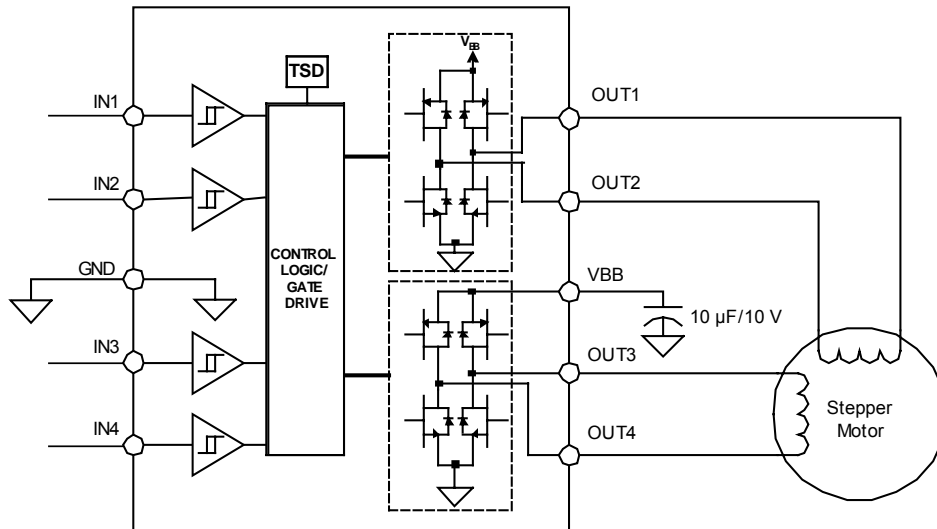 VBB
TSD
IN1
OUT1
IN2
OUT2
CONTROL
LOGIC/
GATE
DRIVE
GND
VBB
10 µF/10 V
IN3
OUT3
IN4
OUT4
Stepper
Motor